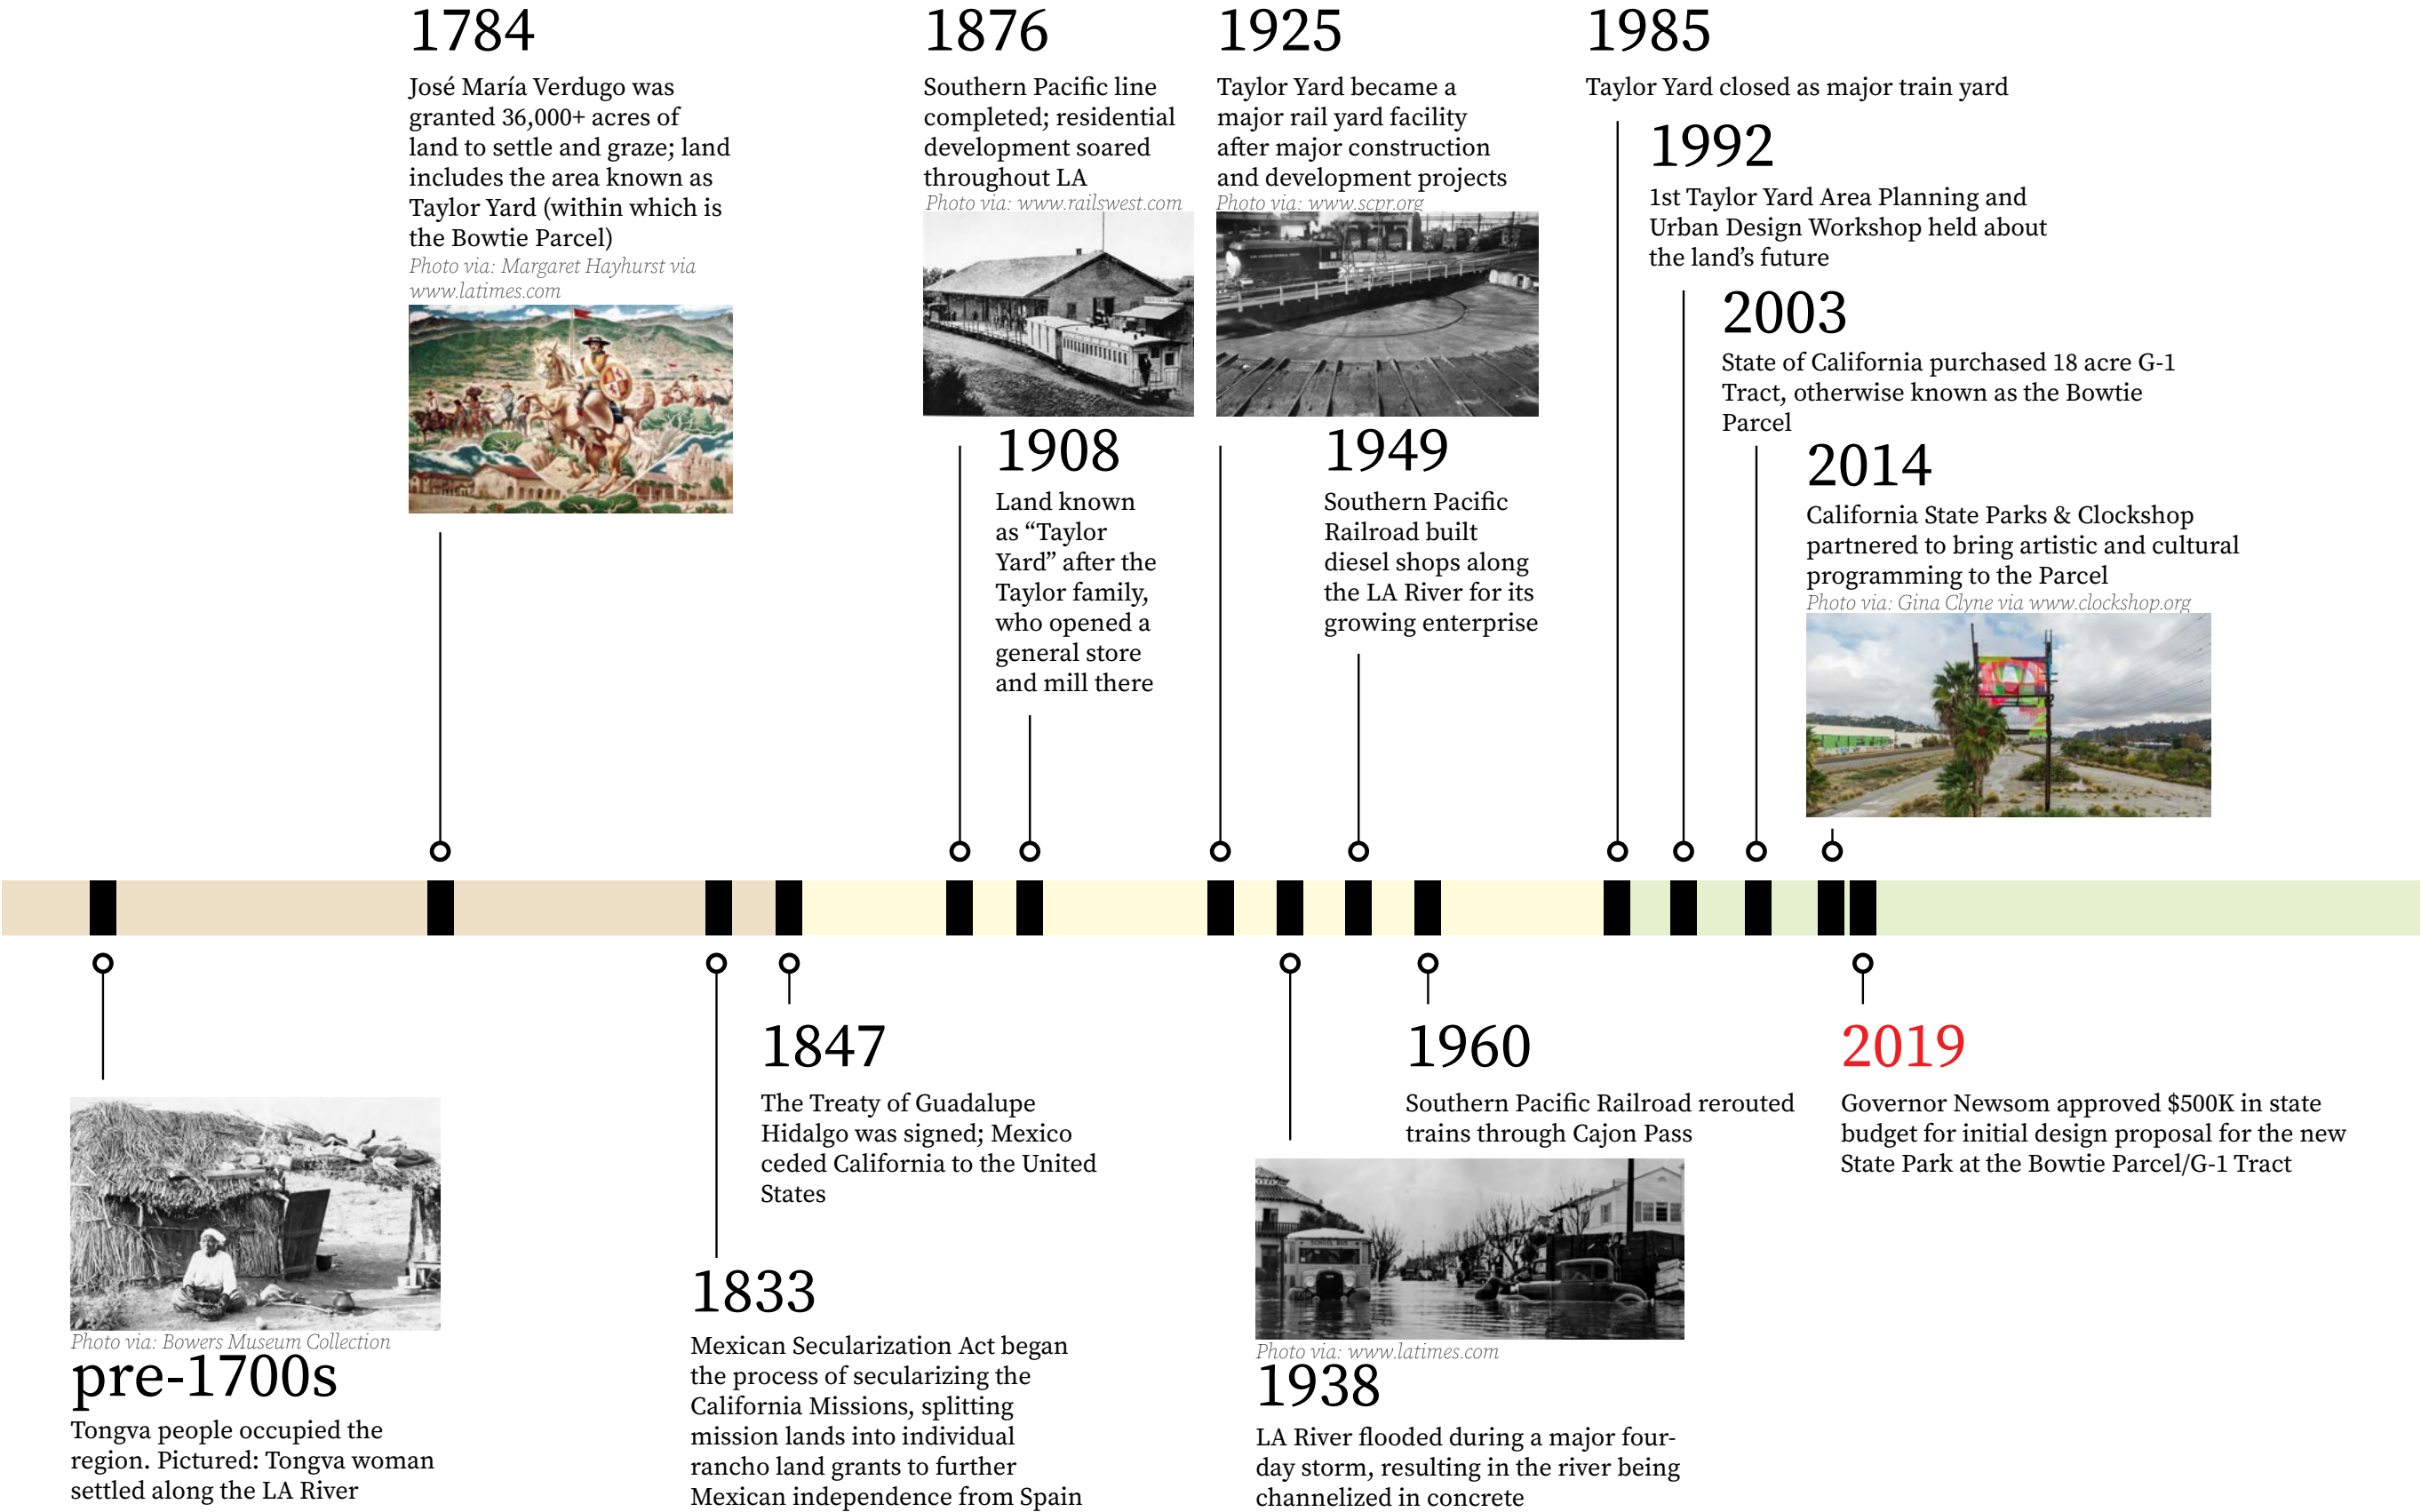 1784
José María Verdugo was
granted 36,000+ acres of
land to settle and graze; land
includes the area known as
Taylor Yard (within which is
the Bowtie Parcel)
Photo via: Margaret Hayhurst via
www.latimes.com
1876
Southern Pacific line
completed; residential
development soared
throughout LA
Photo via: www.railswest.com
1925
Taylor Yard became a
major rail yard facility
after major construction
and development projects
Photo via: www.scpr.org
1985
Taylor Yard closed as major train yard
1992
1st Taylor Yard Area Planning and
Urban Design Workshop held about
the land’s future
2003
State of California purchased 18 acre G-1
Tract, otherwise known as the Bowtie
Parcel
1908
Land known
as “Taylor
Yard” after the
Taylor family,
who opened a
general store
and mill there
1949
Southern Pacific
Railroad built
diesel shops along
the LA River for its
growing enterprise
2014
California State Parks & Clockshop
partnered to bring artistic and cultural
programming to the Parcel
Photo via: Gina Clyne via www.clockshop.org
Photo via: Bowers Museum Collection
pre-1700s
Tongva people occupied the
region. Pictured: Tongva woman
settled along the LA River
1847
The Treaty of Guadalupe
Hidalgo was signed; Mexico
ceded California to the United
States
1833
Mexican Secularization Act began
the process of secularizing the
California Missions, splitting
mission lands into individual
rancho land grants to further
Mexican independence from Spain
1960
Southern Pacific Railroad rerouted
trains through Cajon Pass
SCHOOL BUS
Photo via: www.latimes.com
1938
LA River flooded during a major four-
day storm, resulting in the river being
channelized in concrete
2019
Governor Newsom approved $500K in state
budget for initial design proposal for the new
State Park at the Bowtie Parcel/G-1 Tract